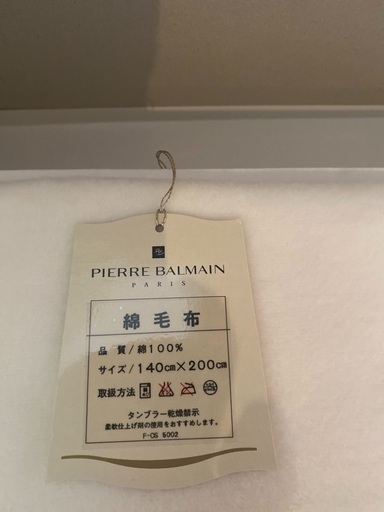 PIERRE BALMAIN
PARIS
綿毛布
品質/綿100%
サイズ/140cm×200cm
取扱方法
タンブラー乾燥禁示
柔軟仕上げ剤の使用をおすすめします。
F-CS 5002